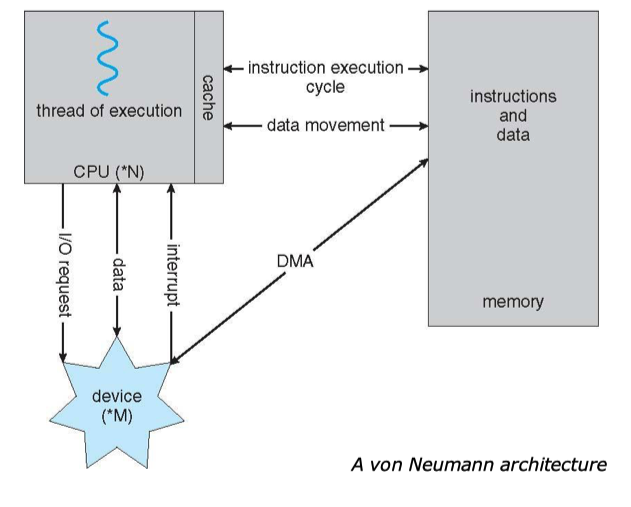 thread of execution
cache
CPU (*N)
instruction execution
cycle
data movement
instructions
and
data
memory
I/O request
data
interrupt
DMA
device
(*M)
A von Neumann architecture